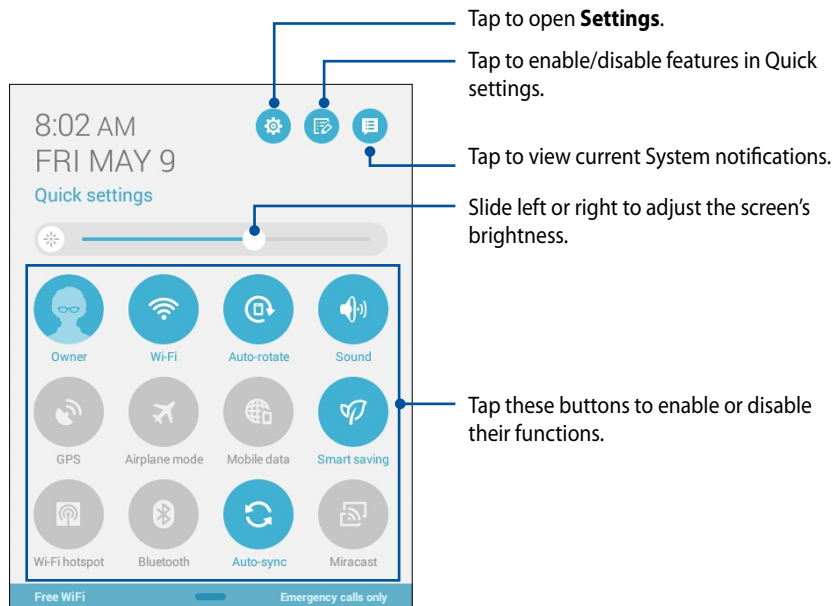 Tap to open Settings.
Tap to enable/disable features in Quick
settings.
Tap to view current System notifications.
Slide left or right to adjust the screen's
brightness.
Tap these buttons to enable or disable
their functions.
8:02 AM
FRI MAY 9
Quick settings
Owner
Wi-Fi
Auto-rotate
Sound
GPS
Airplane mode
Mobile data
Smart saving
Wi-Fi hotspot
Bluetooth
Auto-sync
Miracast
Free WiFi
Emergency calls only